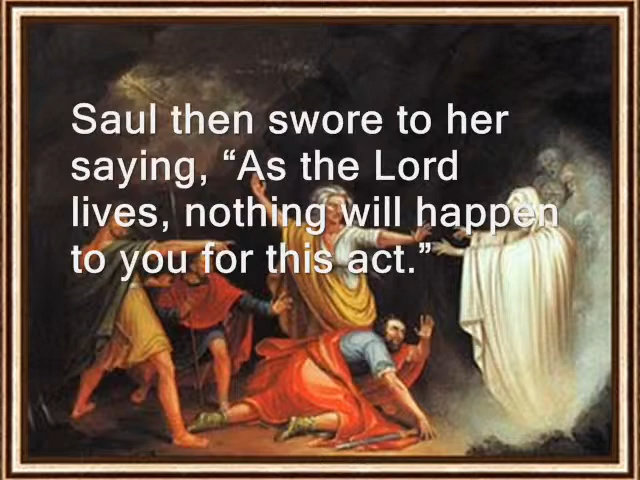 Saul then swore to her
saying, “As the Lord
lives, nothing will happen
to you for this act.”